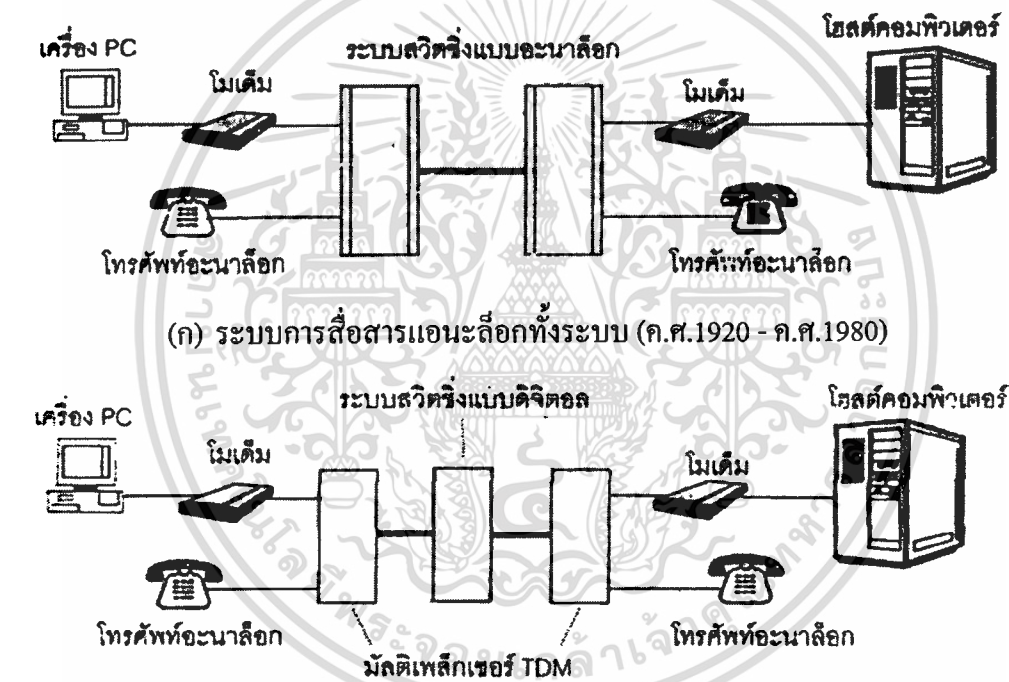 เครื่อง PC
ระบบสวิตซิ่งแบบอะนาล็อก
โฮสต์คอมพิวเตอร์
โมเด็ม
โมเด็ม
โทรศัพท์อะนาล็อก
โทรศัพท์อะนาล็อก
(ก) ระบบการสื่อสารแอนะล็อกทั้งระบบ (ค.ศ.1920 - ค.ศ.1980)
เครื่อง PC
ระบบสวิตซิ่งแบบดิจิตอล
โฮสต์คอมพิวเตอร์
โมเด็ม
โมเด็ม
โทรศัพท์อะนาล็อก
โทรศัพท์อะนาล็อก
มัลติเพล็กเซอร์ TDM